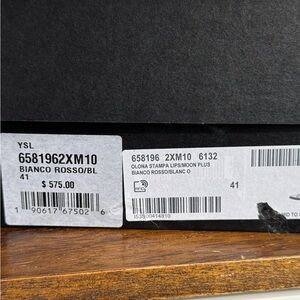 YSL
6581962XM10
BIANCO ROSSO/BL
41
$ 575.00
1 90617 67502 6
658196 2XM10 6132
OLONA STAMPA LIPS/MOON PLUS
BIANCO ROSSO/BLANC O
41